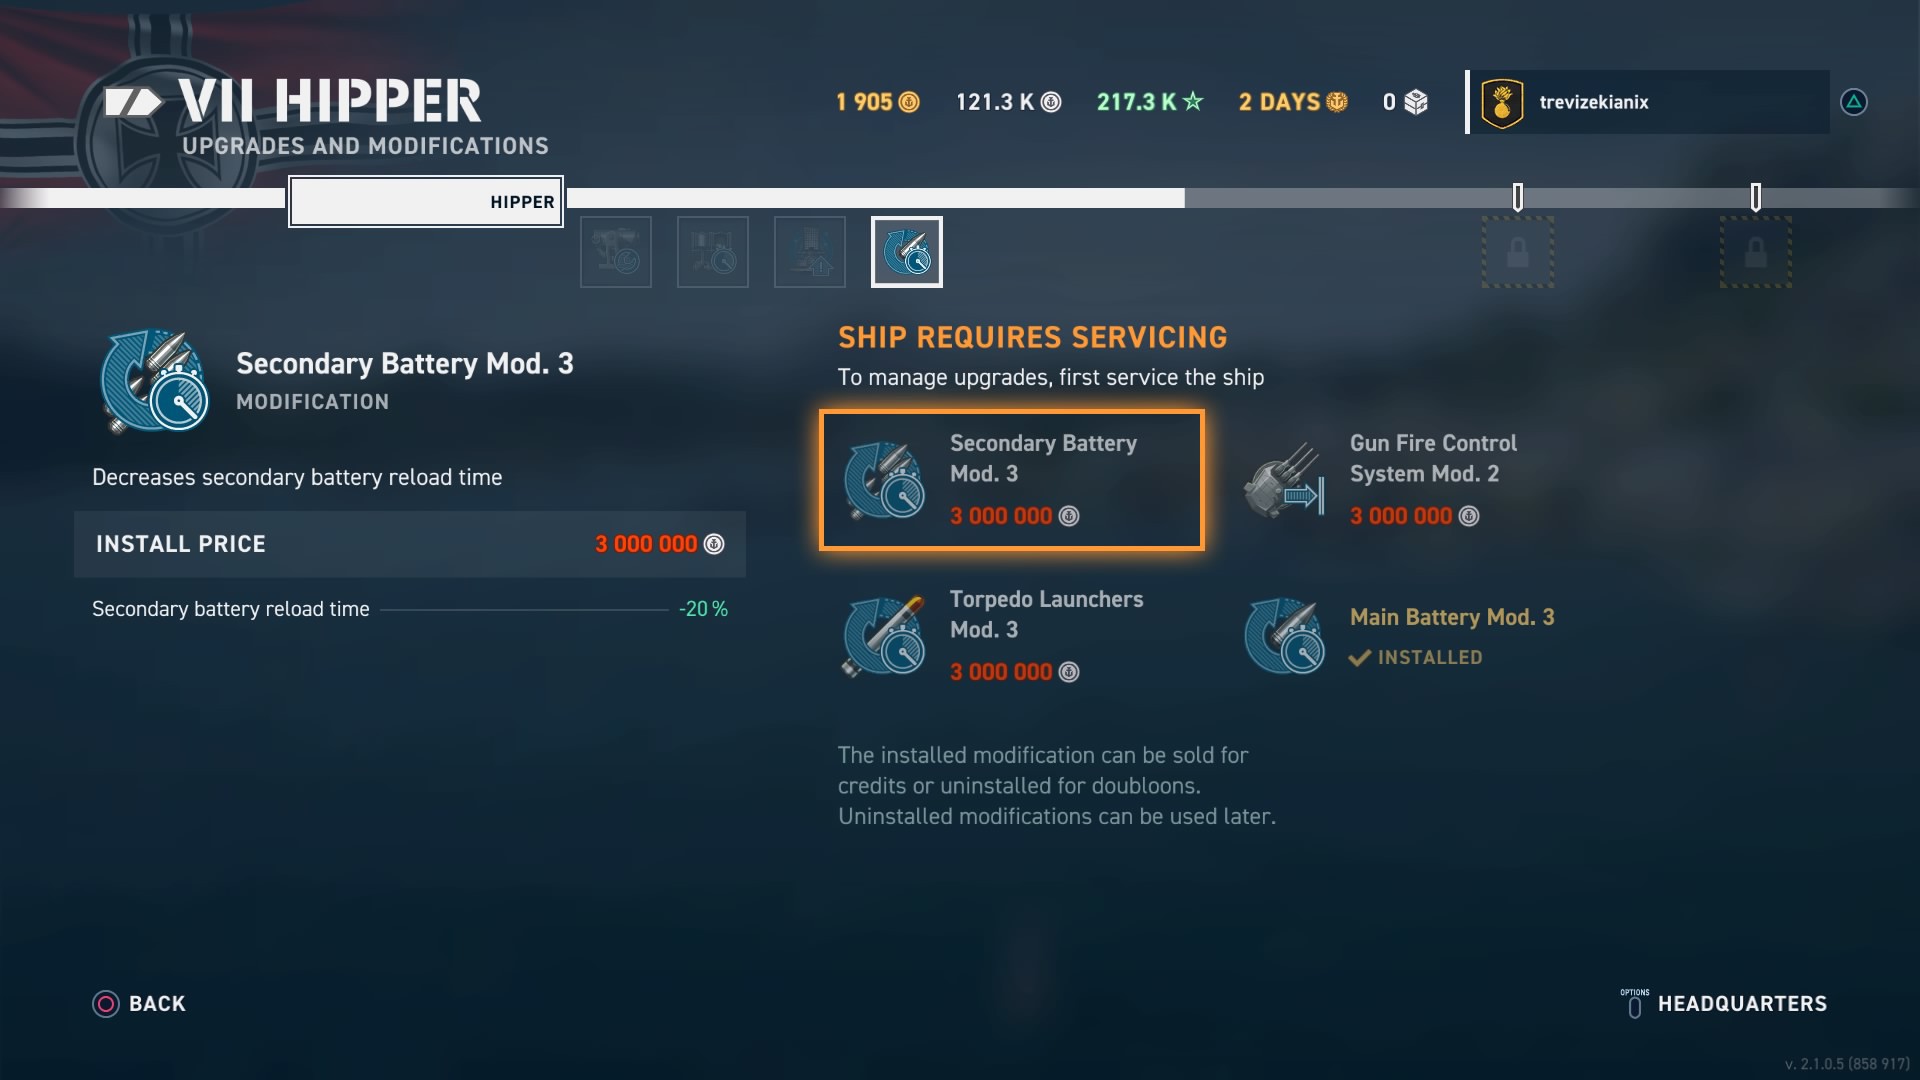 VII HIPPER
UPGRADES AND MODIFICATIONS
1 905
121.3 K
217.3 K
2 DAYS
0
trevizekianix
HIPPER
Secondary Battery Mod. 3
MODIFICATION
Decreases secondary battery reload time
INSTALL PRICE 3 000 000
Secondary battery reload time -20 %
SHIP REQUIRES SERVICING
To manage upgrades, first service the ship
Secondary Battery
Mod. 3
3 000 000
Gun Fire Control
System Mod. 2
3 000 000
Torpedo Launchers
Mod. 3
3 000 000
Main Battery Mod. 3
INSTALLED
The installed modification can be sold for
credits or uninstalled for doubloons.
Uninstalled modifications can be used later.
BACK
OPTIONS
HEADQUARTERS
v. 2.1.0.5 (858 917)